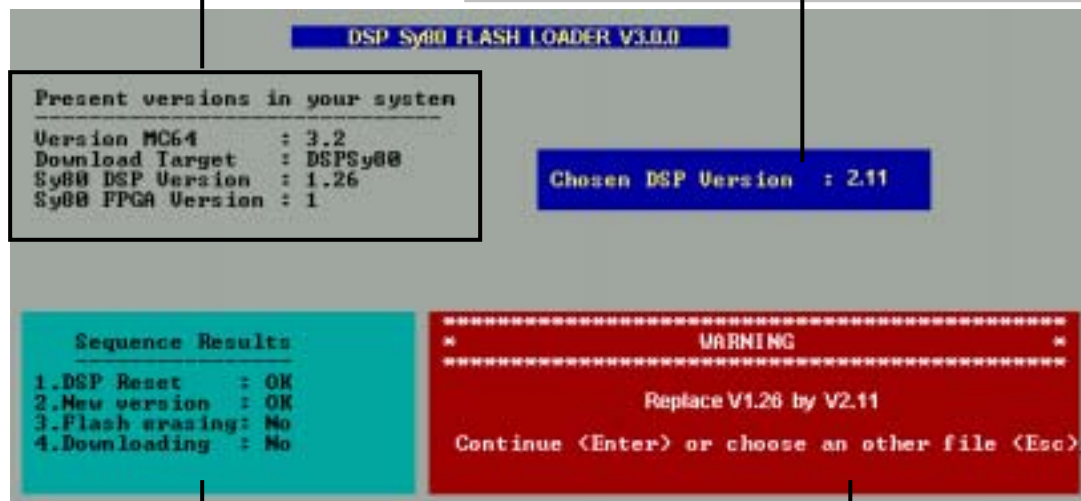 DSP Sy80 FLASH LOADER V3.0.0
Present versions in your system
Version MC64 : 3.2
Download Target : DSPSy80
Sy80 DSP Version : 1.26
Sy80 FPGA Version : 1
Chosen DSP Version : 2.11
Sequence Results
1.DSP Reset : OK
2.New version : OK
3.Flash erasing: No
4.Downloading : No
* WARNING *
Replace V1.26 by V2.11
Continue <Enter> or choose an other file <Esc>